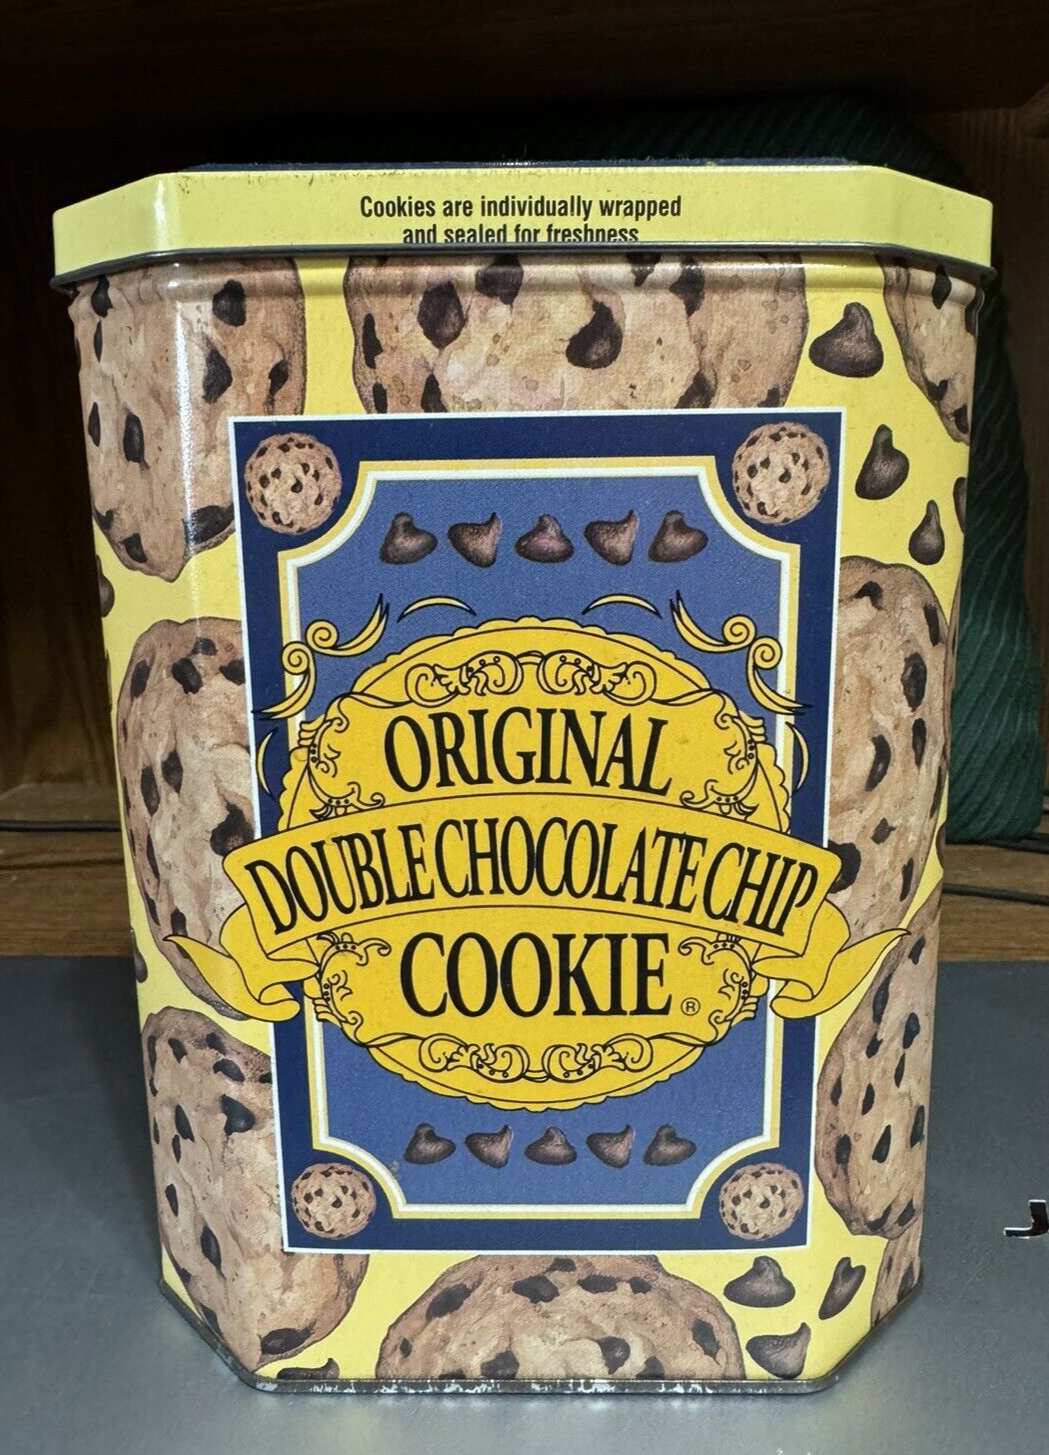 Cookies are individually wrapped
and sealed for freshness
ORIGINAL
DOUBLE CHOCOLATE CHIP
COOKIE®